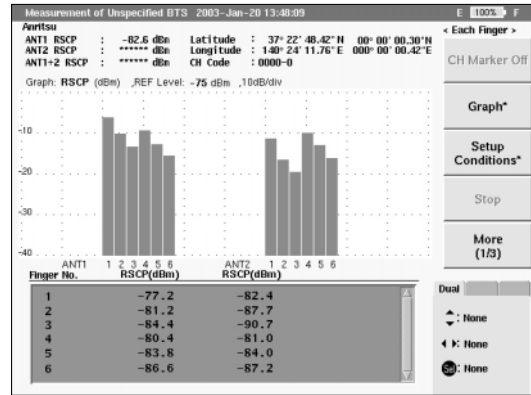 Measurement of Unspecified BTS 2003-Jan-20 13:48:09 E 100% F
Anritsu
ANT1 RSCP : -82.6 dBm Latitude : 37° 22' 48.42" N 00° 00' 00.30"N
ANT2 RSCP : ****** dBm Longitude : 140° 24' 11.76" E 000° 00' 00.42"E
ANT1+2 RSCP : ****** dBm CH Code : 0000-0
Graph: RSCP (dBm) ,REF Level: -75 dBm ,10dB/div
-10
-20
-30
-40
ANT1 1 2 3 4 5 6 ANT2 1 2 3 4 5 6
Finger No. RSCP(dBm) RSCP(dBm)
1 -77.2 -82.4
2 -81.2 -87.7
3 -84.4 -90.7
4 -80.4 -81.0
5 -83.8 -84.0
6 -86.6 -87.2
< Each Finger >
CH Marker Off
Graph*
Setup
Conditions*
Stop
More
(1/3)
Dual
: None
: None
Sel: None